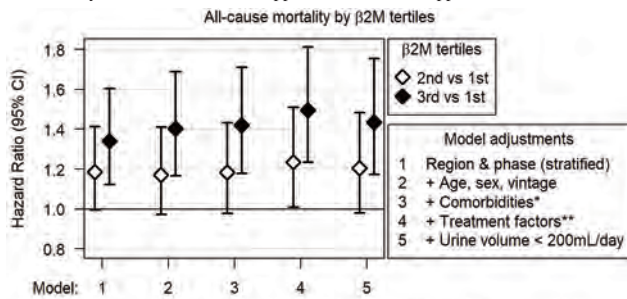 All-cause mortality by β2M tertiles
Hazard Ratio (95% CI)
1.8
1.6
1.4
1.2
1.0
0.8
Model: 1 2 3 4 5
β2M tertiles
2nd vs 1st
3rd vs 1st
Model adjustments
1 Region & phase (stratified)
2 + Age, sex, vintage
3 + Comorbidities*
4 + Treatment factors**
5 + Urine volume < 200mL/day